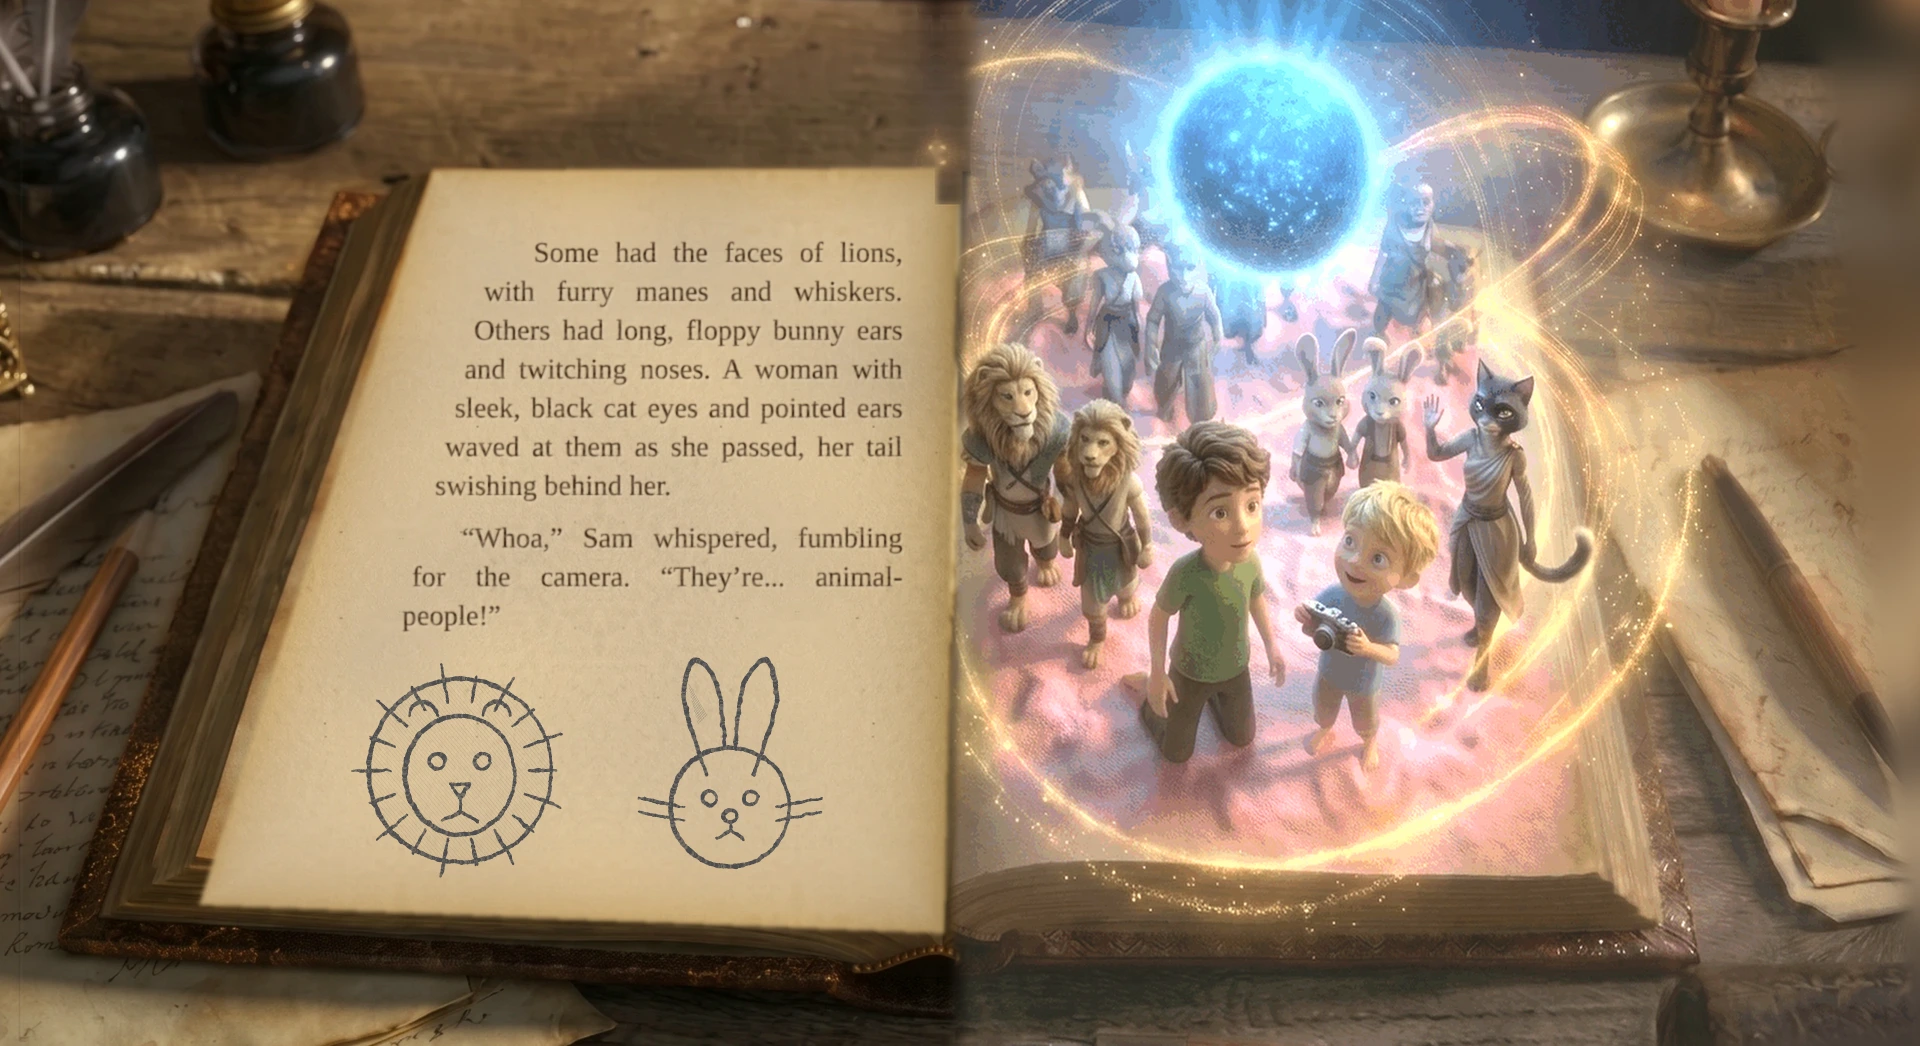 Some had the faces of lions,
with furry manes and whiskers.
Others had long, floppy bunny ears
and twitching noses. A woman with
sleek, black cat eyes and pointed ears
waved at them as she passed, her tail
swishing behind her.
“Whoa,” Sam whispered, fumbling
for the camera. “They’re... animal-
people!”